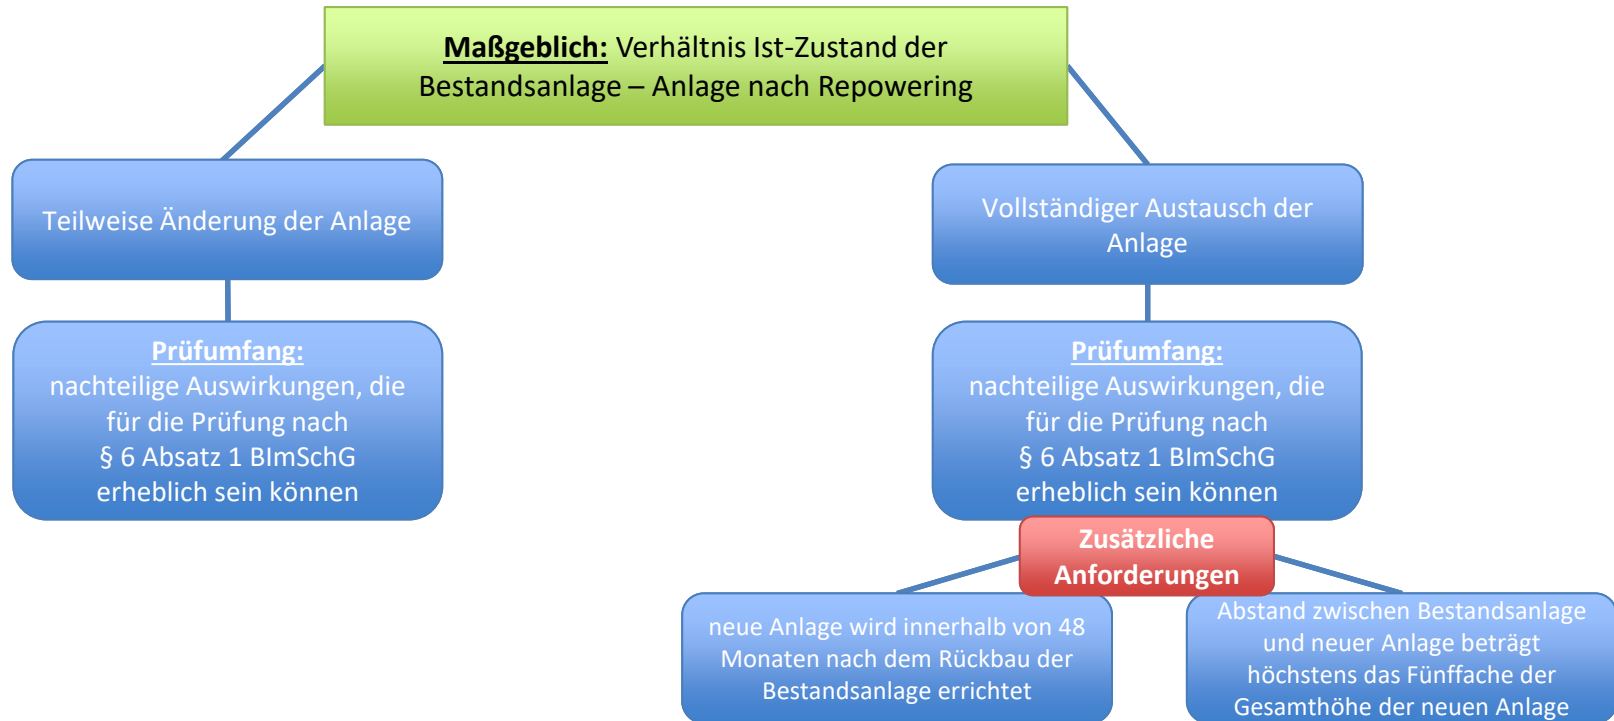 Maßgeblich: Verhältnis Ist-Zustand der
Bestandsanlage – Anlage nach Repowering
Teilweise Änderung der Anlage
Vollständiger Austausch der
Anlage
Prüfumfang:
nachteilige Auswirkungen, die
für die Prüfung nach
§ 6 Absatz 1 BImSchG
erheblich sein können
Prüfumfang:
nachteilige Auswirkungen, die
für die Prüfung nach
§ 6 Absatz 1 BImSchG
erheblich sein können
Zusätzliche
Anforderungen
neue Anlage wird innerhalb von 48
Monaten nach dem Rückbau der
Bestandsanlage errichtet
Abstand zwischen Bestandsanlage
und neuer Anlage beträgt
höchstens das Fünffache der
Gesamthöhe der neuen Anlage